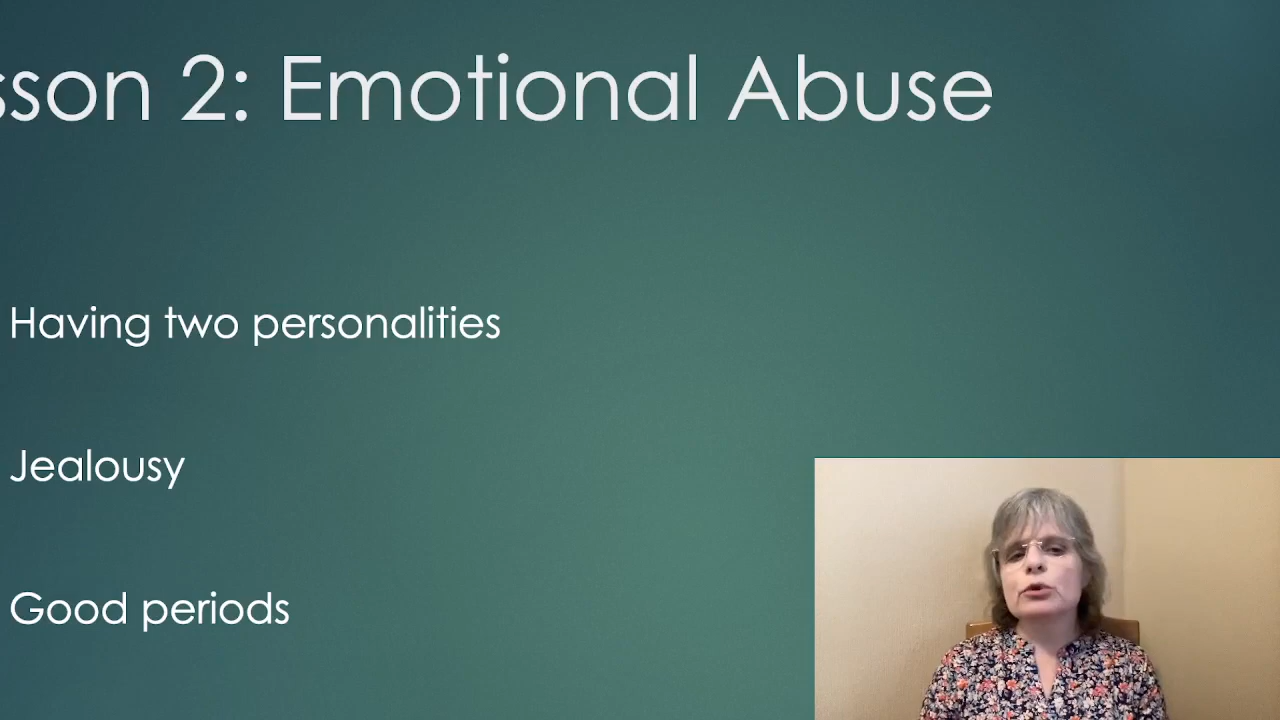 sson 2: Emotional Abuse
Having two personalities
Jealousy
Good periods